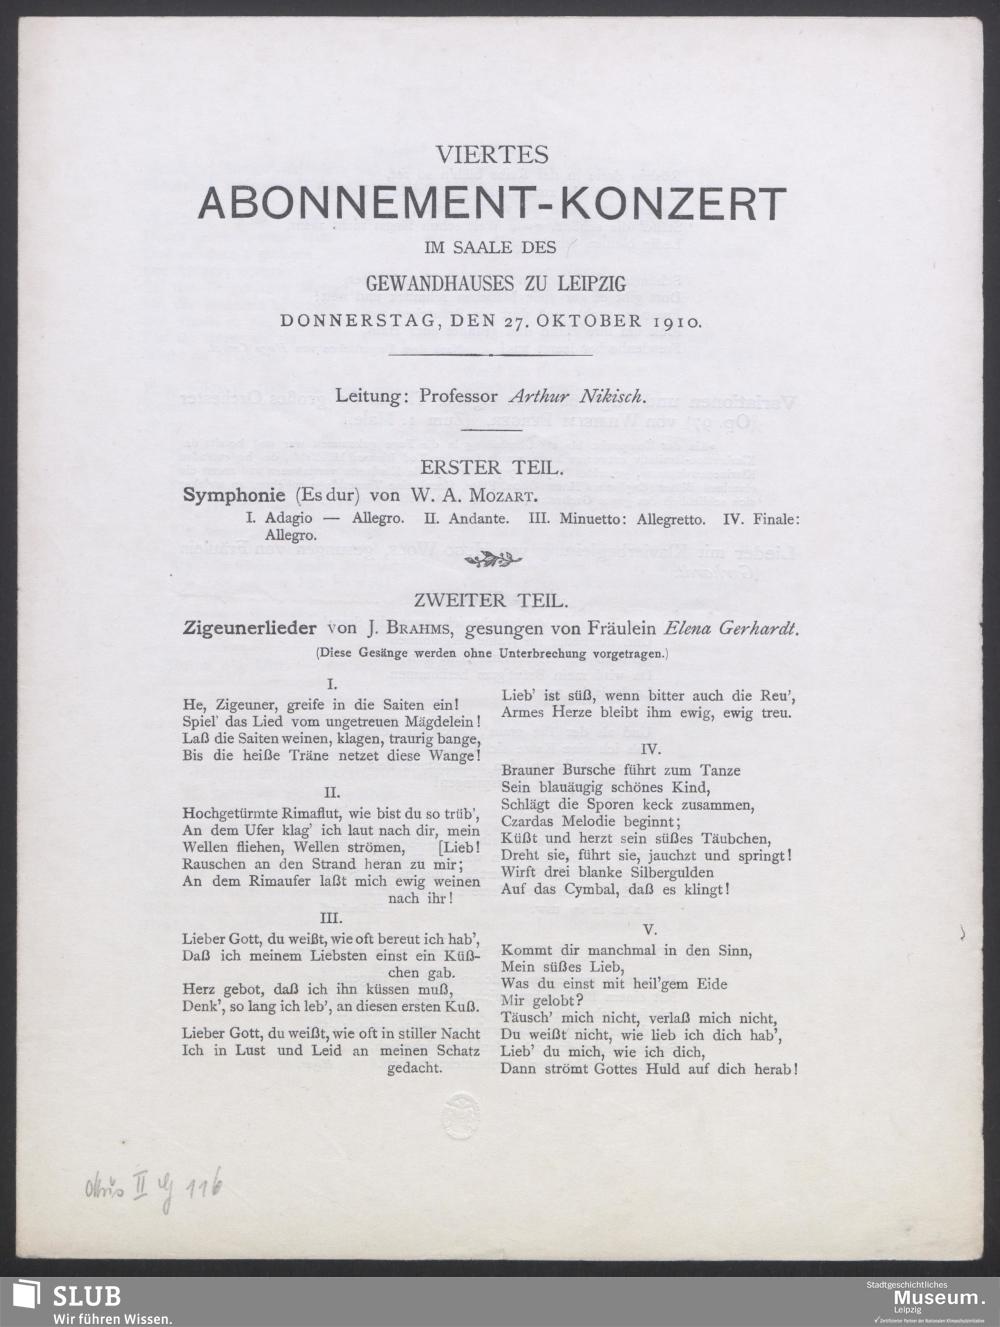 VIERTES
ABONNEMENT-KONZERT
IM SAALE DES
GEWANDHAUSES ZU LEIPZIG
DONNERSTAG, DEN 27. OKTOBER 1910.
Leitung: Professor Arthur Nikisch.
ERSTER TEIL.
Symphonie (Es dur) von W. A. MOZART.
I. Adagio — Allegro. II. Andante. III. Minuetto: Allegretto. IV. Finale:
Allegro.
ZWEITER TEIL.
Zigeunerlieder von J. BRAHMS, gesungen von Fräulein Elena Gerhardt.
(Diese Gesänge werden ohne Unterbrechung vorgetragen.)
I.
He, Zigeuner, greife in die Saiten ein!
Spiel' das Lied vom ungetreuen Mägdelein!
Laß die Saiten weinen, klagen, traurig bange,
Bis die heiße Träne netzet diese Wange!
II.
Hochgetürmte Rimaflut, wie bist du so trüb',
An dem Ufer klag' ich laut nach dir, mein
Wellen fliehen, Wellen strömen, [Lieb!
Rauschen an den Strand heran zu mir;
An dem Rimaufer laßt mich ewig weinen
nach ihr!
III.
Lieber Gott, du weißt, wie oft bereut ich hab',
Daß ich meinem Liebsten einst ein Küß-
chen gab.
Herz gebot, daß ich ihn küssen muß,
Denk', so lang ich leb', an diesen ersten Kuß.
Lieber Gott, du weißt, wie oft in stiller Nacht
Ich in Lust und Leid an meinen Schatz
gedacht.
Lieb' ist süß, wenn bitter auch die Reu',
Armes Herze bleibt ihm ewig, ewig treu.
IV.
Brauner Bursche führt zum Tanze
Sein blauäugig schönes Kind,
Schlägt die Sporen keck zusammen,
Czardas Melodie beginnt;
Küßt und herzt sein süßes Täubchen,
Dreht sie, führt sie, jauchzt und springt!
Wirft drei blanke Silbergulden
Auf das Cymbal, daß es klingt!
V.
Kommt dir manchmal in den Sinn,
Mein süßes Lieb,
Was du einst mit heil'gem Eide
Mir gelobt?
Täusch' mich nicht, verlaß mich nicht,
Du weißt nicht, wie lieb ich dich hab',
Lieb' du mich, wie ich dich,
Dann strömt Gottes Huld auf dich herab!
II 116
SLUB
Wir führen Wissen.
Stadtgeschichtliches
Museum.
Leipzig
Zertifizierter Partner der Nationalen Klimaschutzinitiative